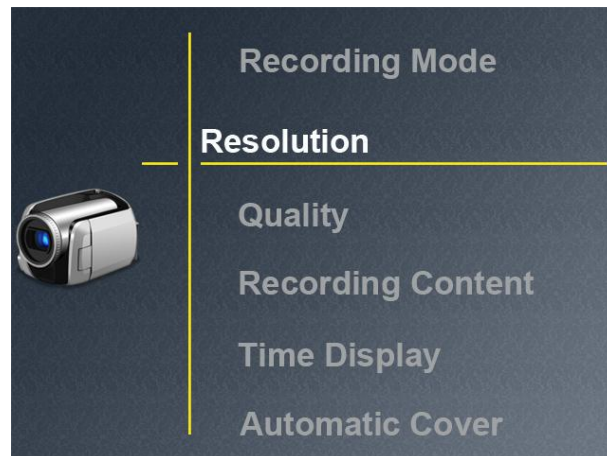 Recording Mode
Resolution
Quality
Recording Content
Time Display
Automatic Cover